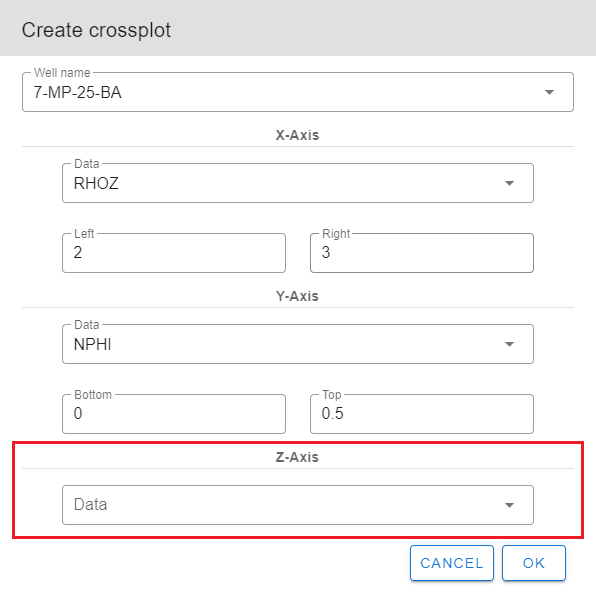 Create crossplot
Well name
7-MP-25-BA
X-Axis
Data
RHOZ
Left Right
2 3
Y-Axis
Data
NPHI
Bottom Top
0 0.5
Z-Axis
Data
CANCEL OK